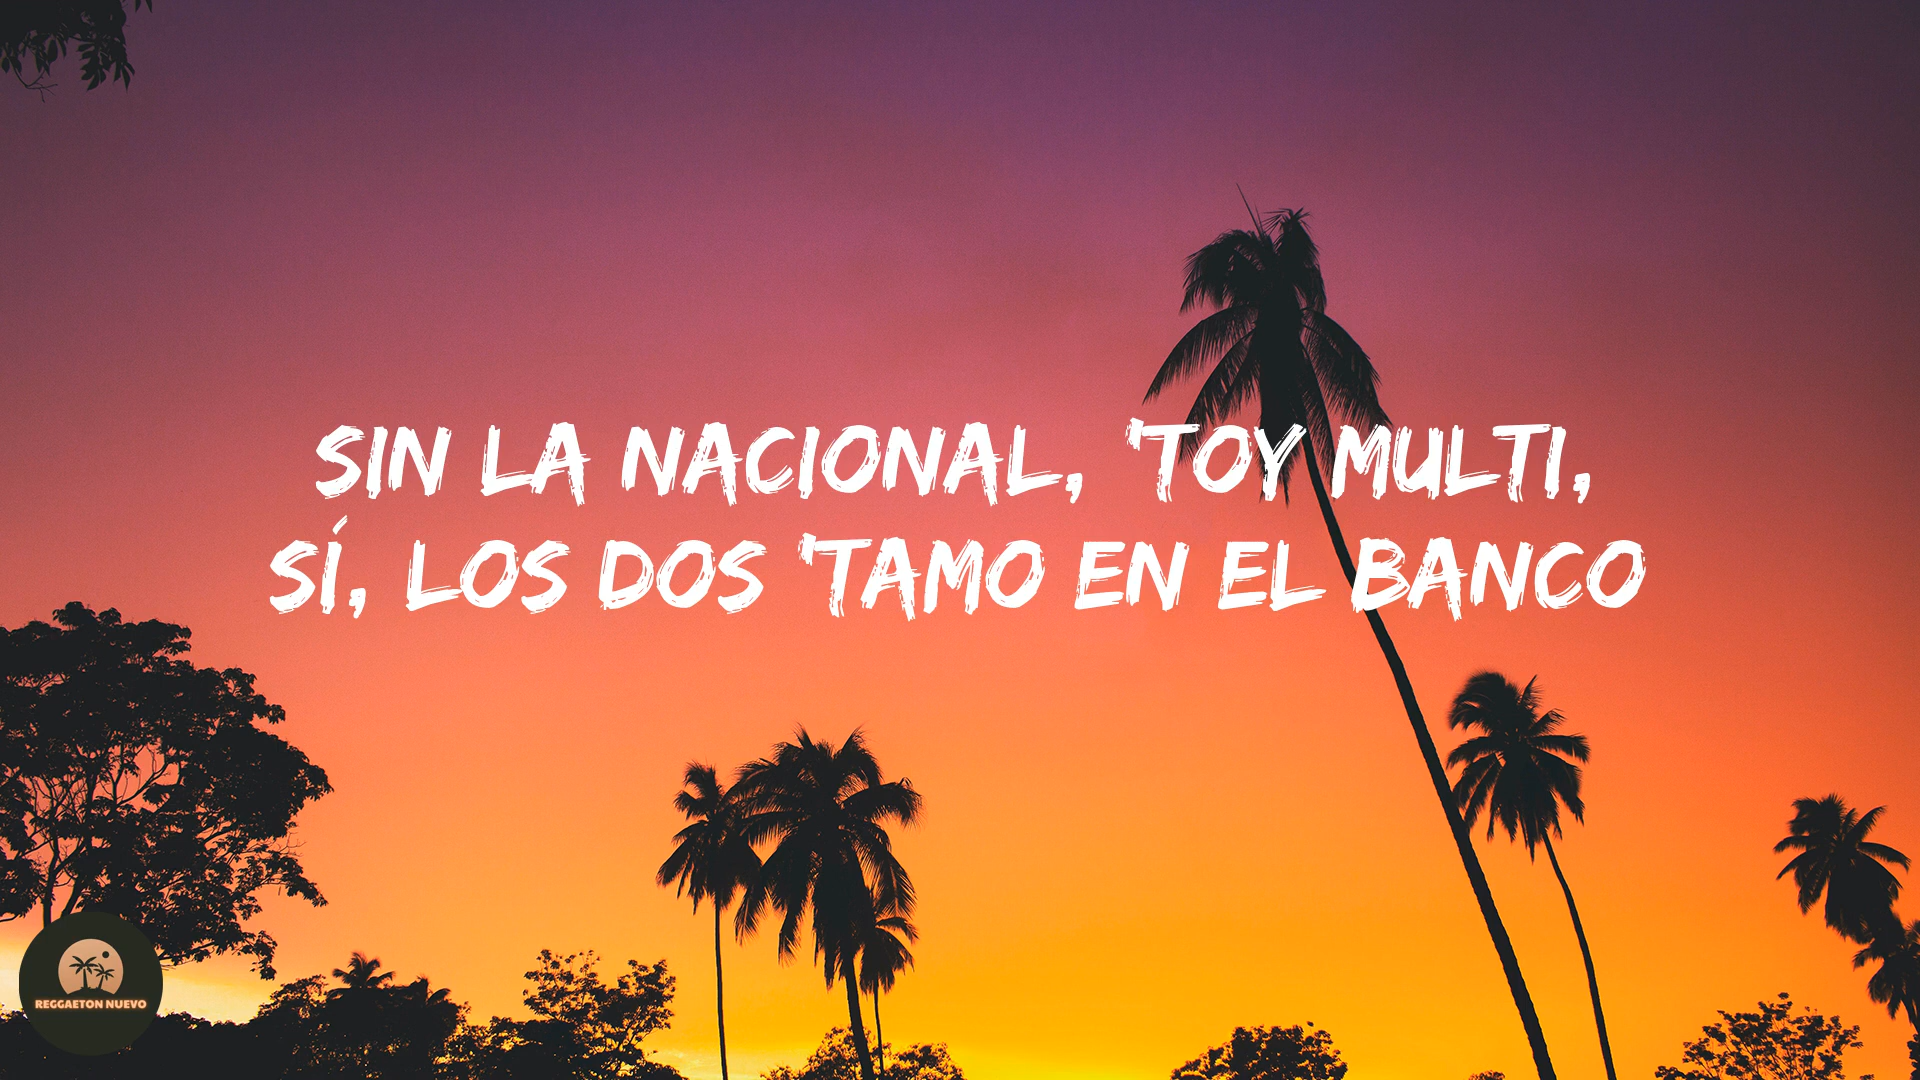 SIN LA NACIONAL, 'TOY MULTI,
SÍ, LOS DOS 'TAMO EN EL BANCO
REGGAETON NUEVO